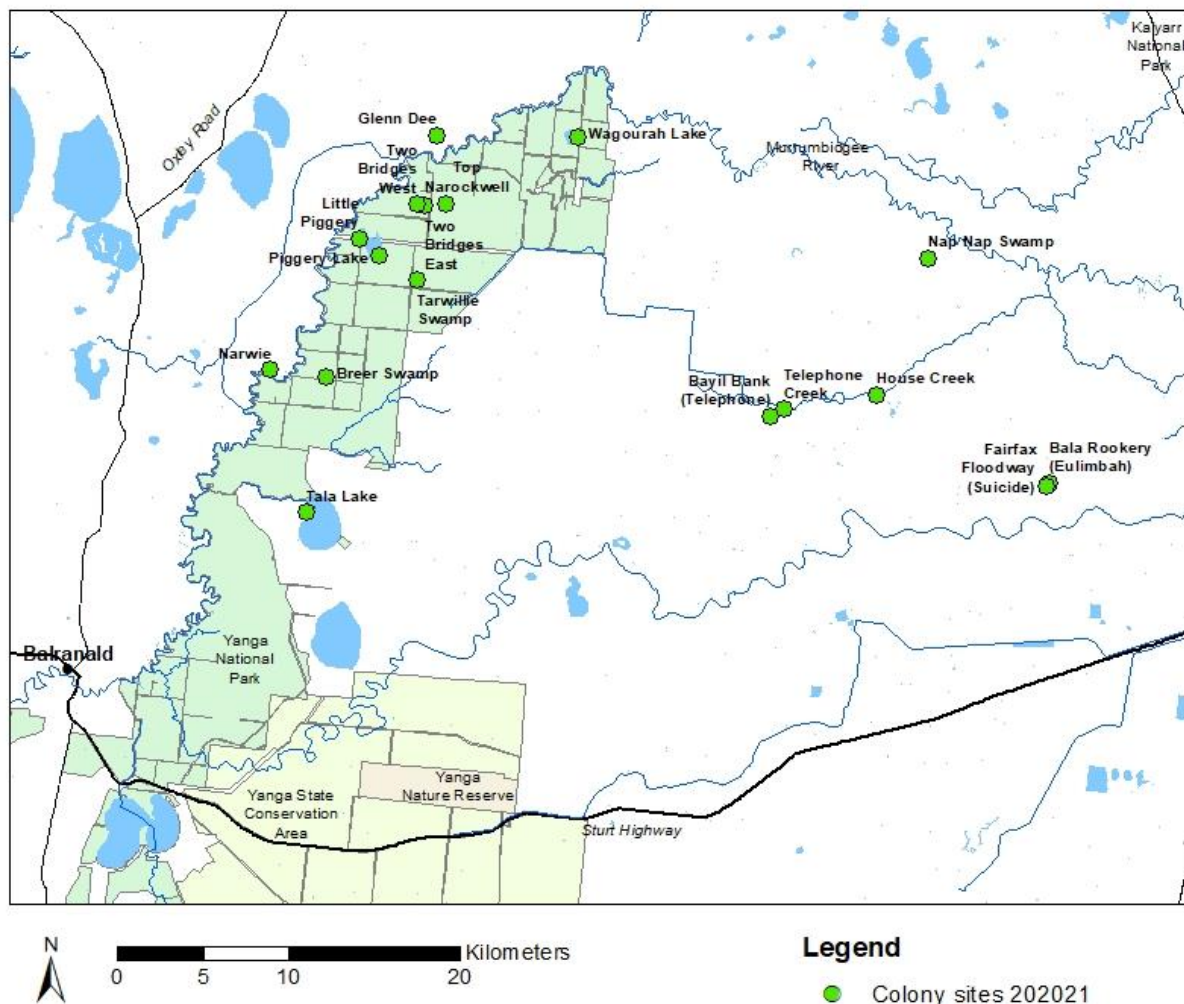 Kalyarr
National
Park
Oxby Road
Glenn Dee
Wagourah Lake
Murrumbidgee
River
Two
Bridges
West
Top
Narockwell
Little
Piggery
Two
Bridges
East
Piggery Lake
Nap Nap Swamp
Tarwillie
Swamp
Narwie
Breer Swamp
Bayil Bank
(Telephone)
Telephone
Creek
House Creek
Fairfax
Floodway
(Suicide)
Bala Rookery
(Eulimbah)
Tala Lake
Yanga
National
Park
Balranald
Yanga
Nature Reserve
Yanga State
Conservation
Area
Sturt Highway
N
Kilometers
0 5 10 20
Legend
Colony sites 202021